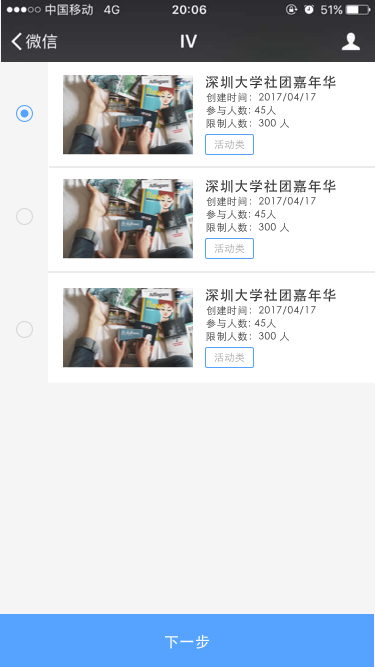 中国移动 4G 20:06 51%
微信 IV
深圳大学社团嘉年华
创建时间：2017/04/17
参与人数: 45人
限制人数：300 人
活动类
深圳大学社团嘉年华
创建时间：2017/04/17
参与人数: 45人
限制人数：300 人
活动类
深圳大学社团嘉年华
创建时间：2017/04/17
参与人数: 45人
限制人数：300 人
活动类
下一步